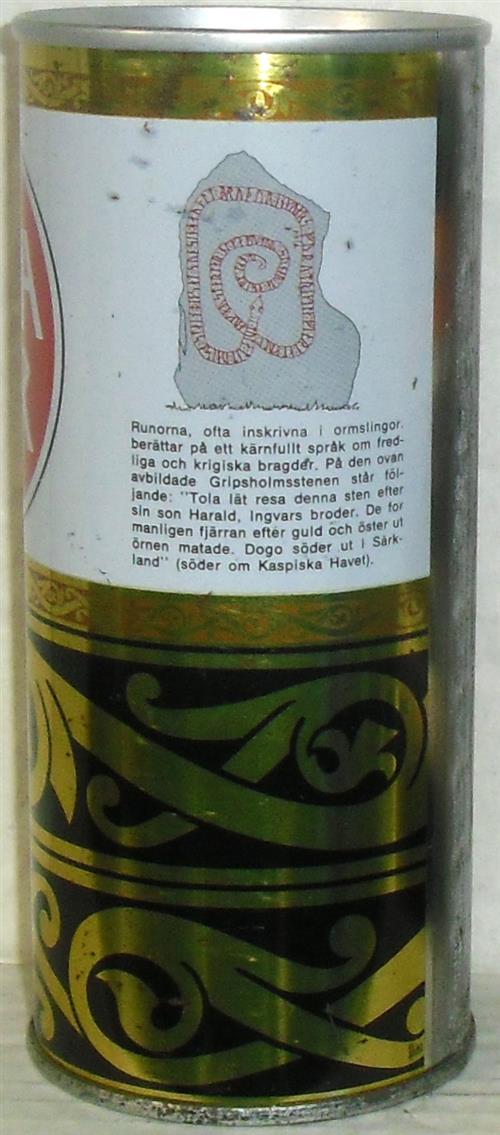 Runorna, ofta inskrivna i ormslingor.
berättar på ett kärnfullt språk om fred-
liga och krigiska bragder. På den ovan
avbildade Gripsholmsstenen står föl-
jande: "Tola lät resa denna sten efter
sin son Harald, Ingvars broder. De for
manligen fjärran efter guld och öster ut
örnen matade. Dogo söder ut i Särk-
land" (söder om Kaspiska Havet).